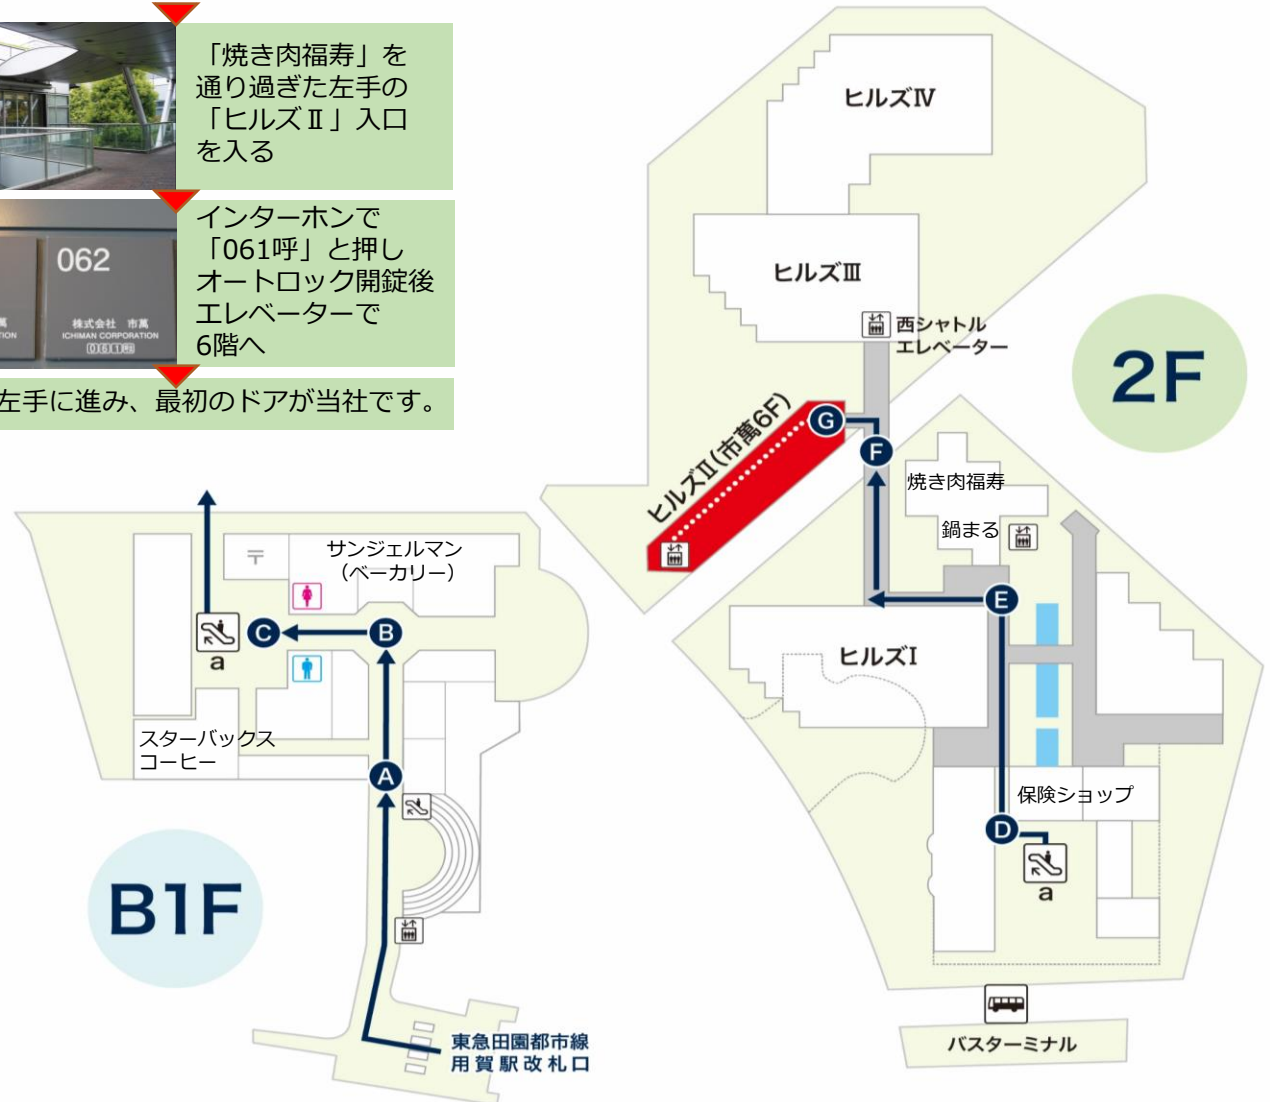 「焼き肉福寿」を
通り過ぎた左手の
「ヒルズⅡ」入口
を入る
062
株式会社 市萬
ICHIMAN CORPORATION
061呼
インターホンで
「061呼」と押し
オートロック開錠後
エレベーターで
6階へ
左手に進み、最初のドアが当社です。
ヒルズⅣ
ヒルズⅢ
西シャトル
エレベーター
2F
ヒルズⅡ(市萬6F)
G
F
焼き肉福寿
鍋まる
E
ヒルズⅠ
保険ショップ
D
a
バスターミナル
〒
サンジェルマン
（ベーカリー）
C
B
a
スターバックス
コーヒー
A
B1F
東急田園都市線
用賀駅改札口